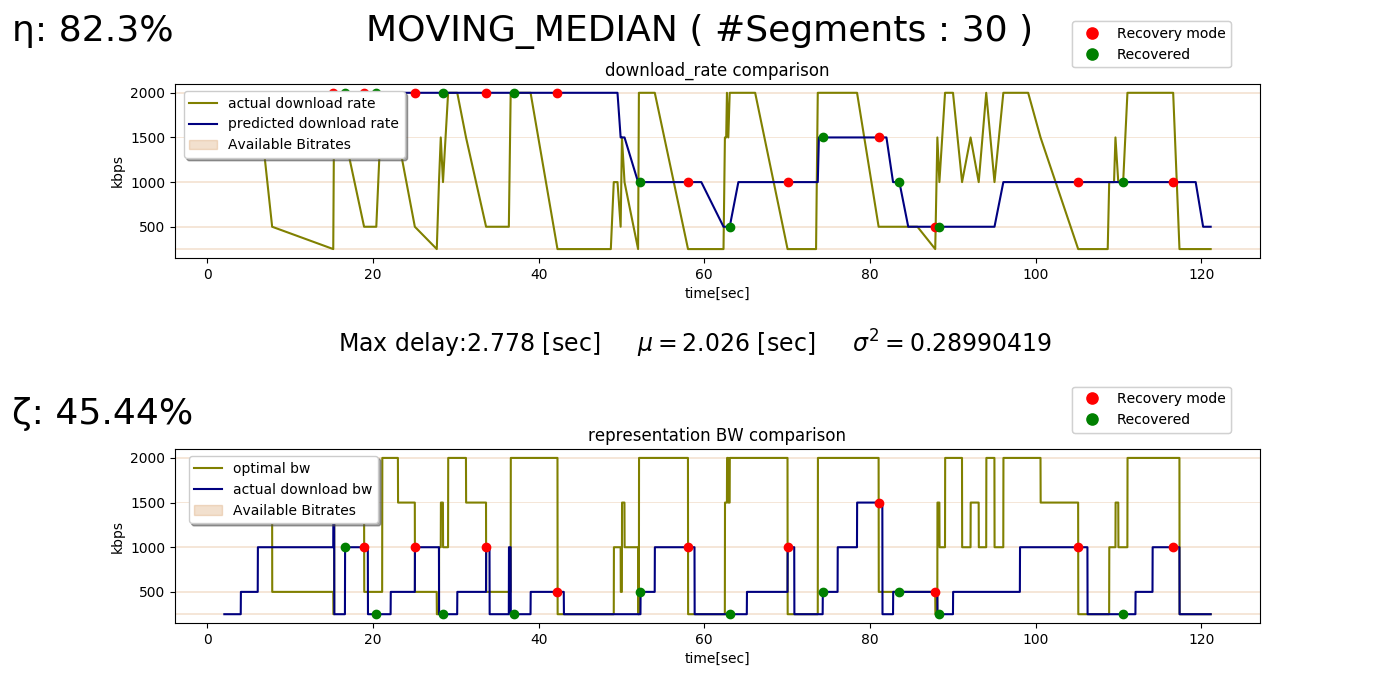 η: 82.3%
MOVING_MEDIAN ( #Segments : 30 )
Recovery mode
Recovered
download_rate comparison
actual download rate
predicted download rate
Available Bitrates
kbps
2000
1500
1000
500
0 20 40 60 80 100 120
time[sec]
Max delay:2.778 [sec] μ = 2.026 [sec] σ² = 0.28990419
ζ: 45.44%
Recovery mode
Recovered
representation BW comparison
optimal bw
actual download bw
Available Bitrates
kbps
2000
1500
1000
500
0 20 40 60 80 100 120
time[sec]